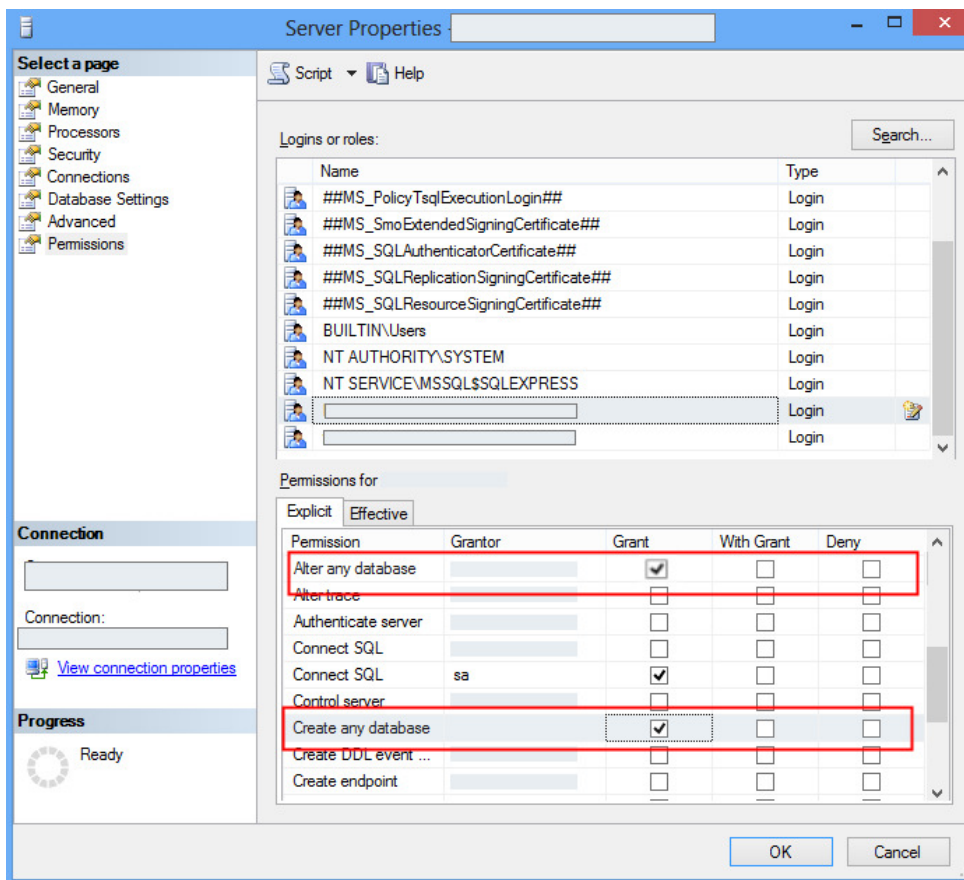 Server Properties -
Select a page
General
Memory
Processors
Security
Connections
Database Settings
Advanced
Permissions
Script Help
Logins or roles:
Search...
Name Type
##MS_PolicyTsqlExecutionLogin## Login
##MS_SmoExtendedSigningCertificate## Login
##MS_SQLAuthenticatorCertificate## Login
##MS_SQLReplicationSigningCertificate## Login
##MS_SQLResourceSigningCertificate## Login
BUILTIN\Users Login
NT AUTHORITY\SYSTEM Login
NT SERVICE\MSSQL$SQLEXPRESS Login
Login
Login
Permissions for
Explicit Effective
Permission Grantor Grant With Grant Deny
Alter any database
Alter trace
Authenticate server
Connect SQL
Connect SQL sa
Control server
Create any database
Create DDL event ...
Create endpoint
Connection
Connection:
View connection properties
Progress
Ready
OK Cancel